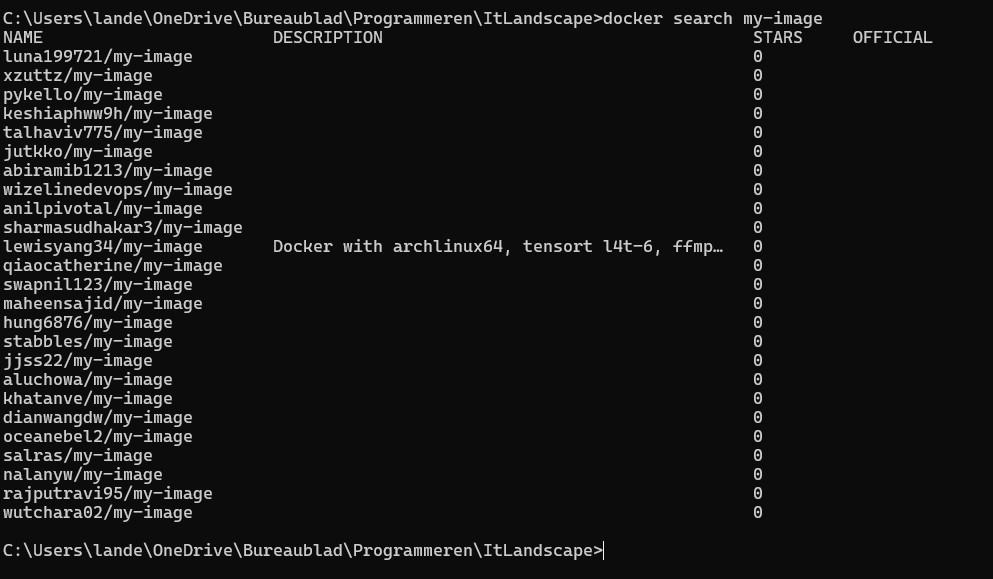 C:\Users\lande\OneDrive\Bureaublad\Programmeren\ItLandscape>docker search my-image
NAME DESCRIPTION STARS OFFICIAL
luna199721/my-image 0
xzuttz/my-image 0
pykello/my-image 0
keshiaphww9h/my-image 0
talhaviv775/my-image 0
jutkko/my-image 0
abiramib1213/my-image 0
wizelinedevops/my-image 0
anilpivotal/my-image 0
sharmasudhakar3/my-image 0
lewisyang34/my-image Docker with archlinux64, tensort l4t-6, ffmp… 0
qiaocatherine/my-image 0
swapnil123/my-image 0
maheensajid/my-image 0
hung6876/my-image 0
stabbles/my-image 0
jjss22/my-image 0
aluchowa/my-image 0
khatanve/my-image 0
dianwangdw/my-image 0
oceanebel2/my-image 0
salras/my-image 0
nalanyw/my-image 0
rajputravi95/my-image 0
wutchara02/my-image 0
C:\Users\lande\OneDrive\Bureaublad\Programmeren\ItLandscape>